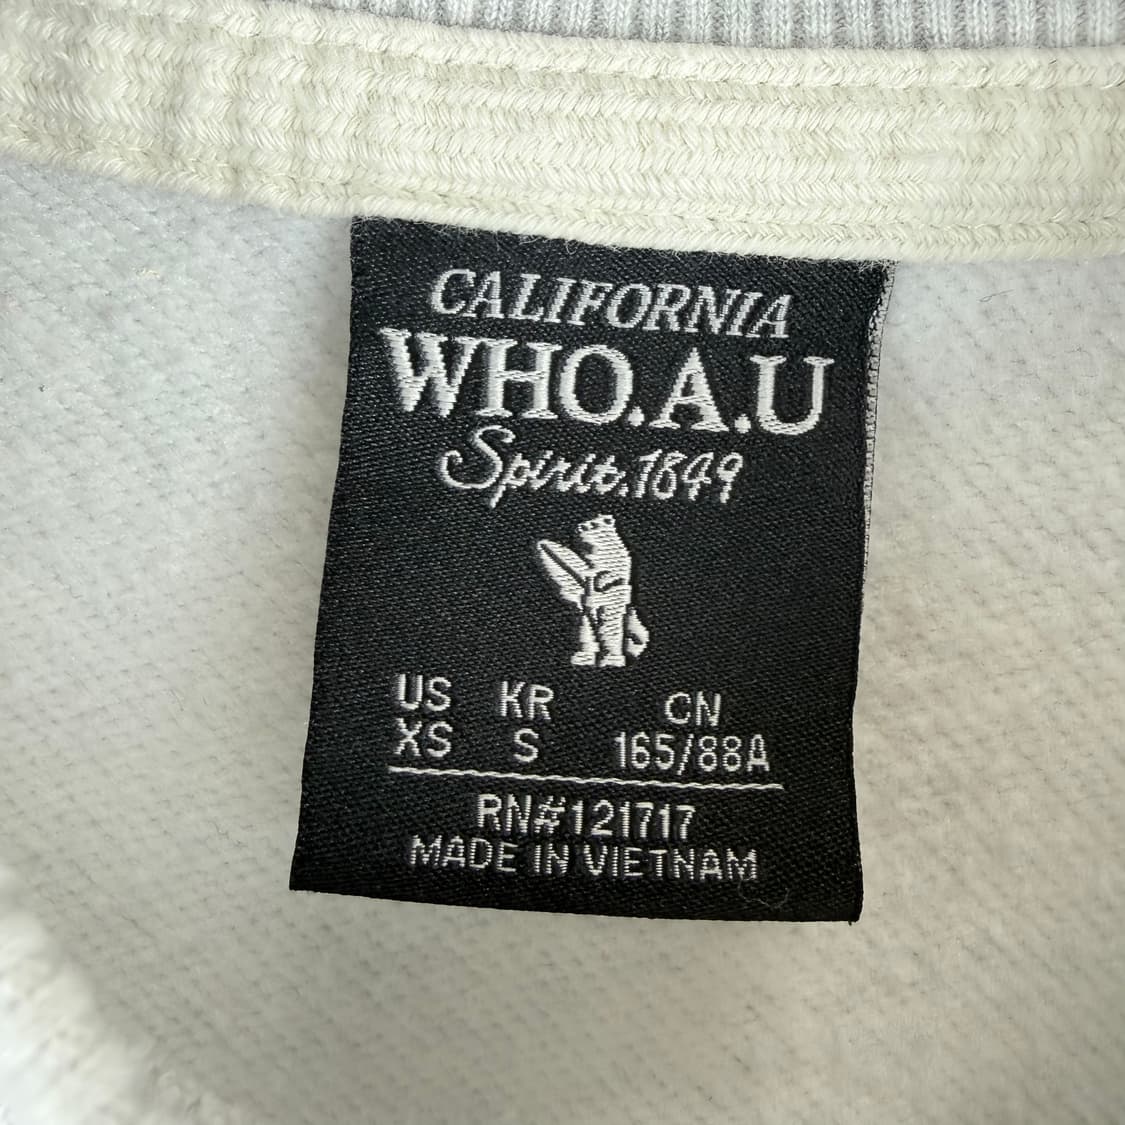 CALIFORNIA
WHO.A.U
Spirit.1849
US KR CN
XS S 165/88A
RN#121717
MADE IN VIETNAM